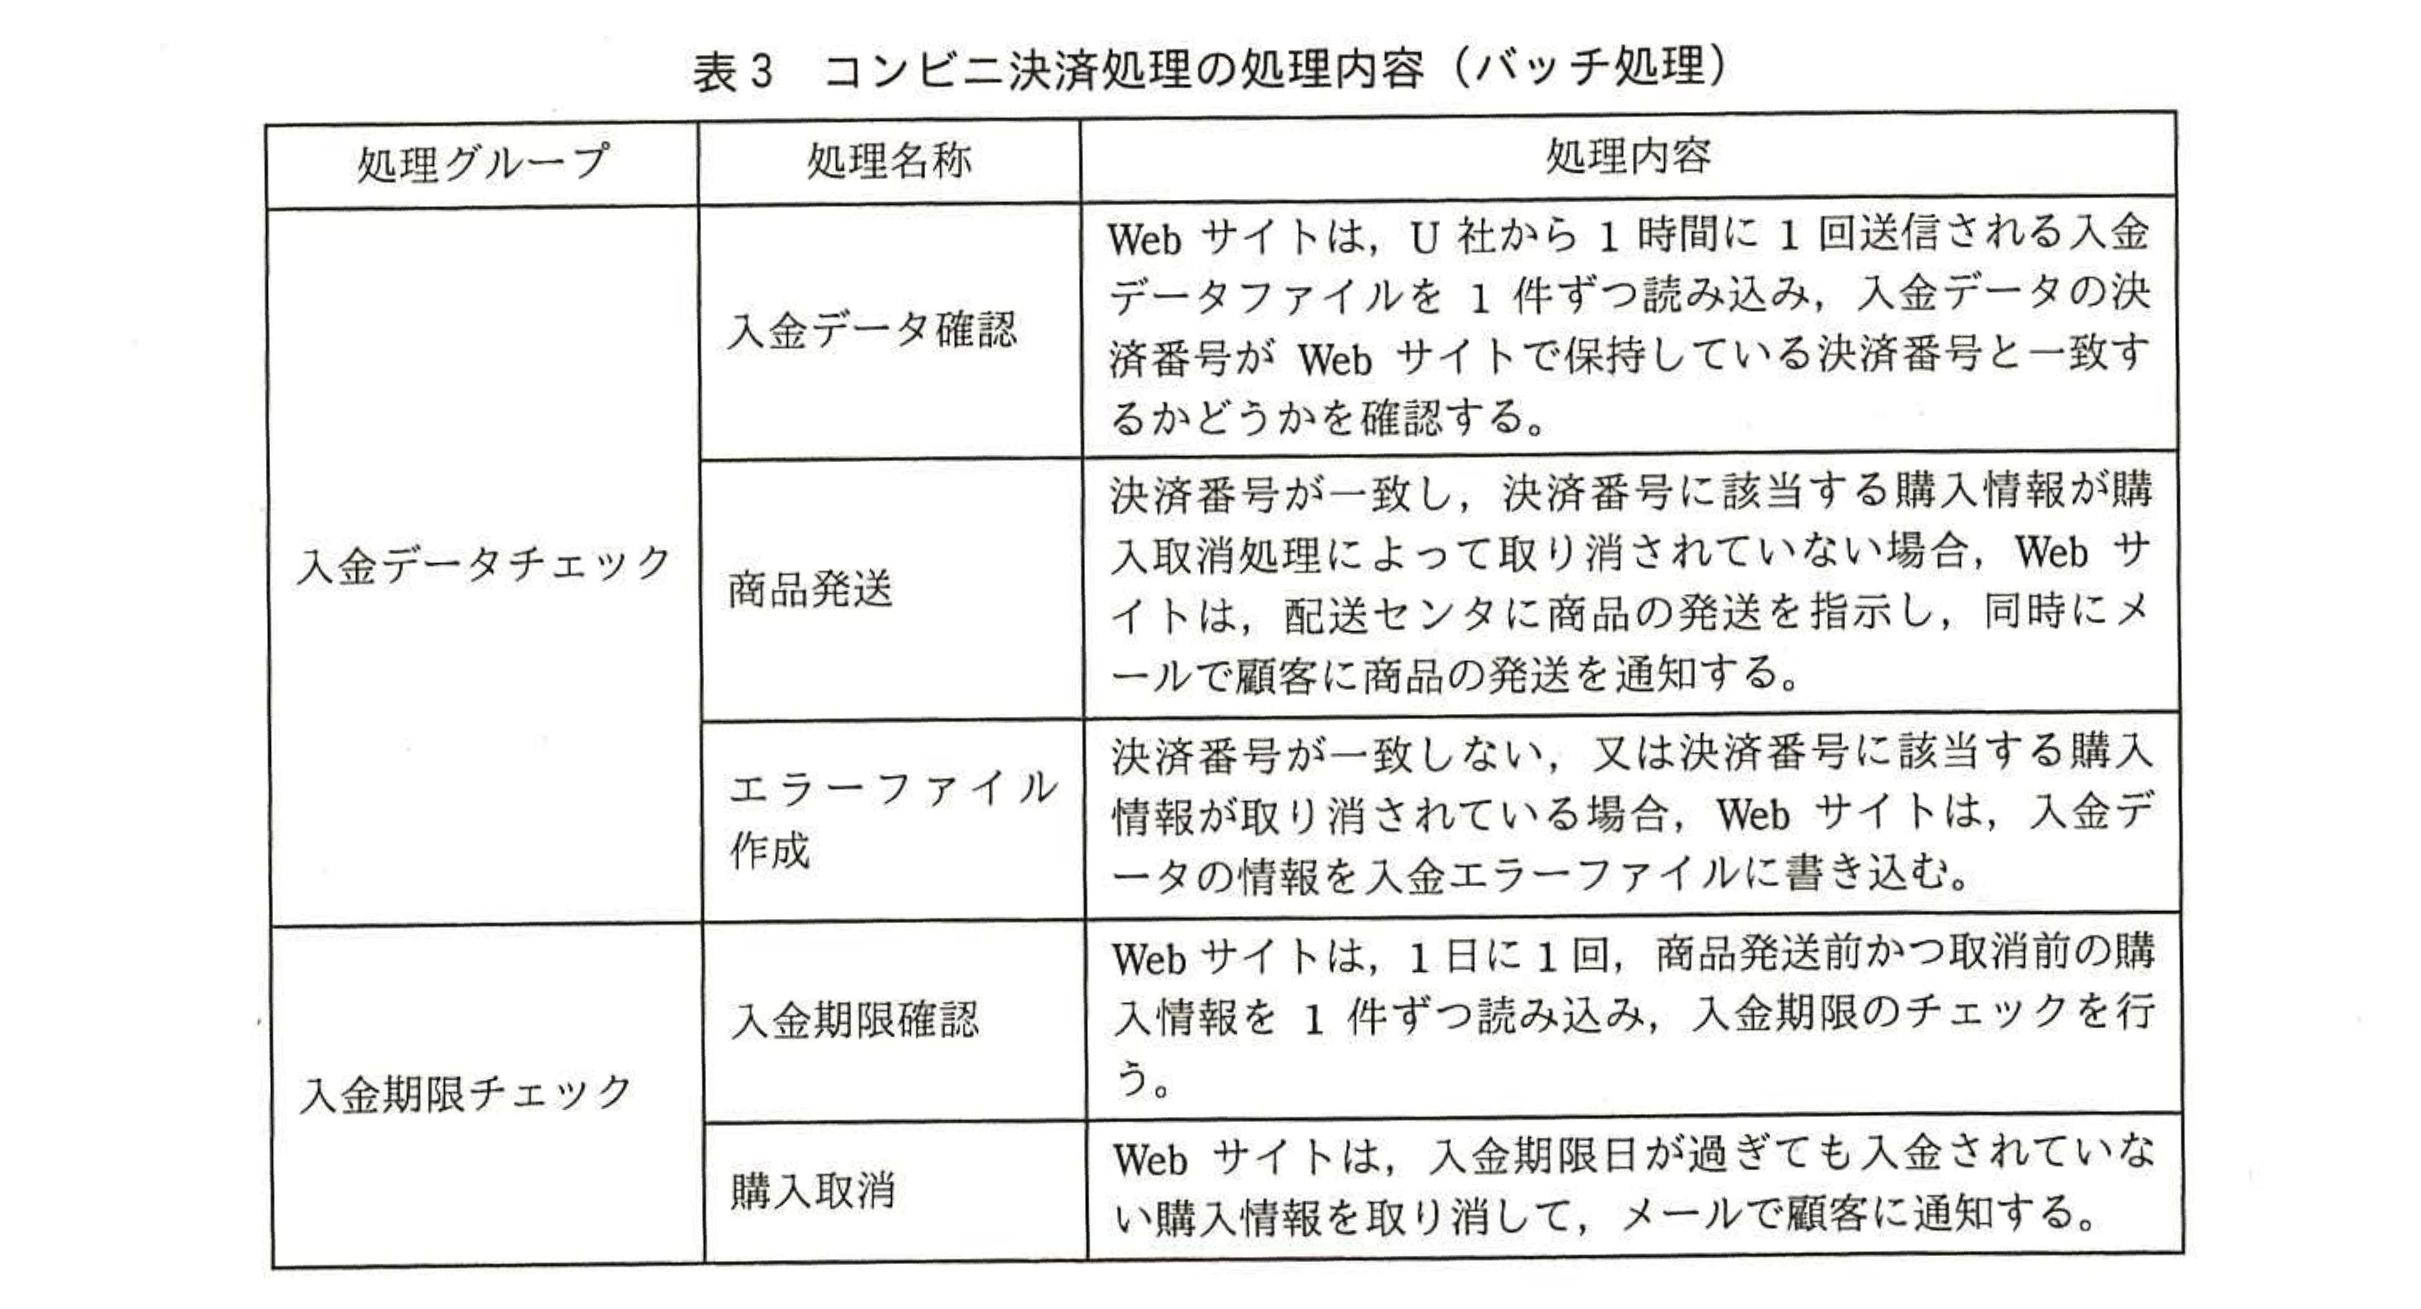 表3　コンビニ決済処理の処理内容（バッチ処理）
処理グループ
処理名称
処理内容
入金データチェック
入金データ確認
Web サイトは，U 社から 1 時間に 1 回送信される入金
データファイルを 1 件ずつ読み込み，入金データの決
済番号が Web サイトで保持している決済番号と一致す
るかどうかを確認する。
商品発送
決済番号が一致し，決済番号に該当する購入情報が購
入取消処理によって取り消されていない場合，Web サ
イトは，配送センタに商品の発送を指示し，同時にメ
ールで顧客に商品の発送を通知する。
エラーファイル
作成
決済番号が一致しない，又は決済番号に該当する購入
情報が取り消されている場合，Web サイトは，入金デ
ータの情報を入金エラーファイルに書き込む。
入金期限チェック
入金期限確認
Web サイトは，1 日に 1 回，商品発送前かつ取消前の購
入情報を 1 件ずつ読み込み，入金期限のチェックを行
う。
購入取消
Web サイトは，入金期限日が過ぎても入金されていな
い購入情報を取り消して，メールで顧客に通知する。